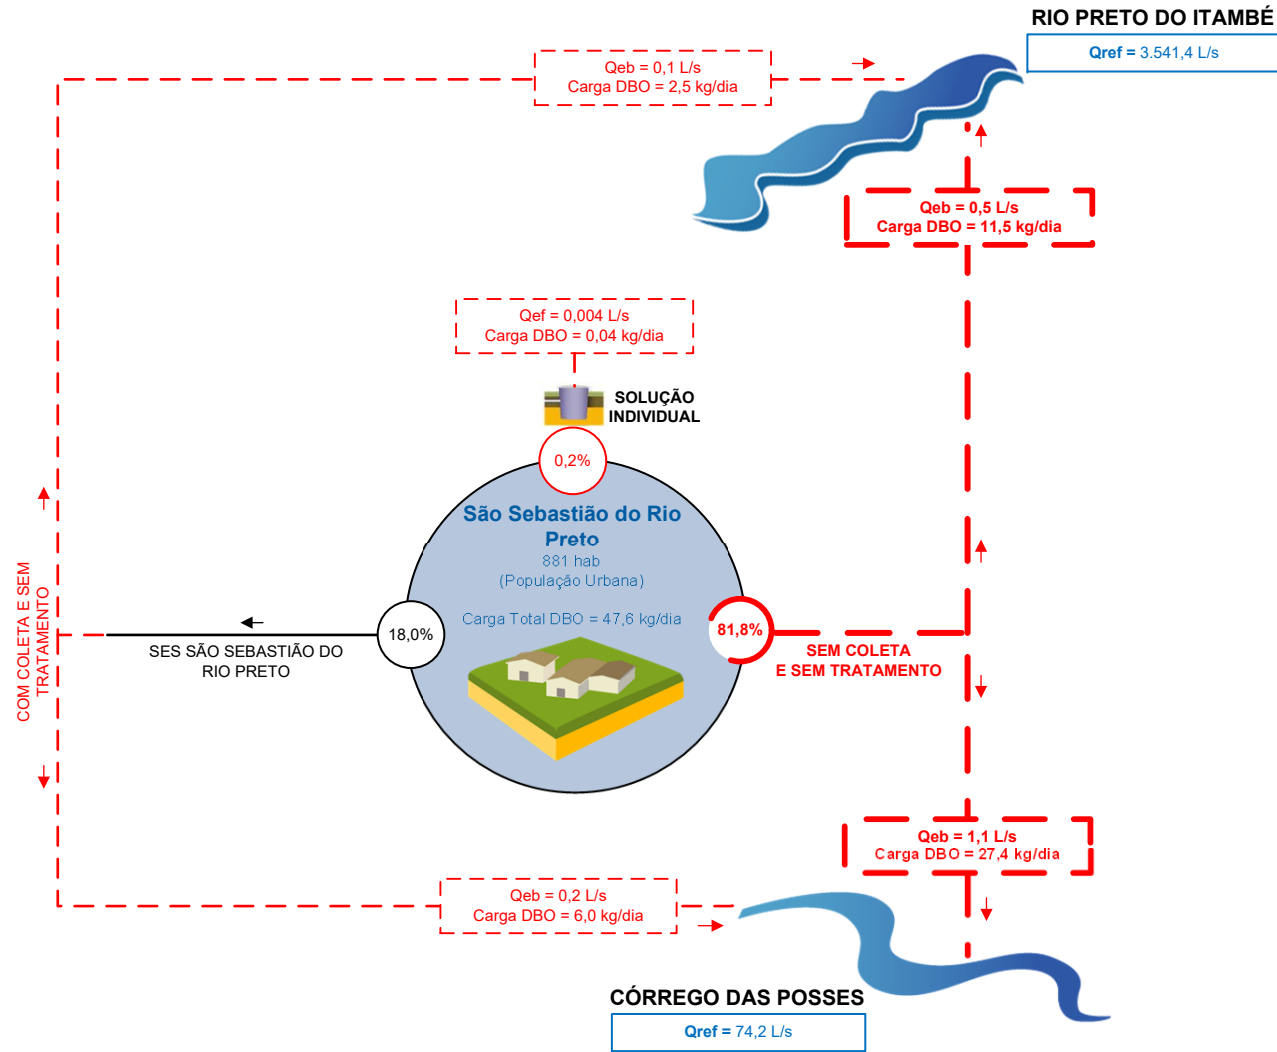 RIO PRETO DO ITAMBÉ
Qref = 3.541,4 L/s
Qeb = 0,1 L/s
Carga DBO = 2,5 kg/dia
Qeb = 0,5 L/s
Carga DBO = 11,5 kg/dia
Qef = 0,004 L/s
Carga DBO = 0,04 kg/dia
SOLUÇÃO
INDIVIDUAL
0,2%
São Sebastião do Rio
Preto
881 hab
(População Urbana)
Carga Total DBO = 47,6 kg/dia
18,0%
81,8%
SES SÃO SEBASTIÃO DO
RIO PRETO
SEM COLETA
E SEM TRATAMENTO
COM COLETA E SEM
TRATAMENTO
Qeb = 1,1 L/s
Carga DBO = 27,4 kg/dia
Qeb = 0,2 L/s
Carga DBO = 6,0 kg/dia
CÓRREGO DAS POSSES
Qref = 74,2 L/s